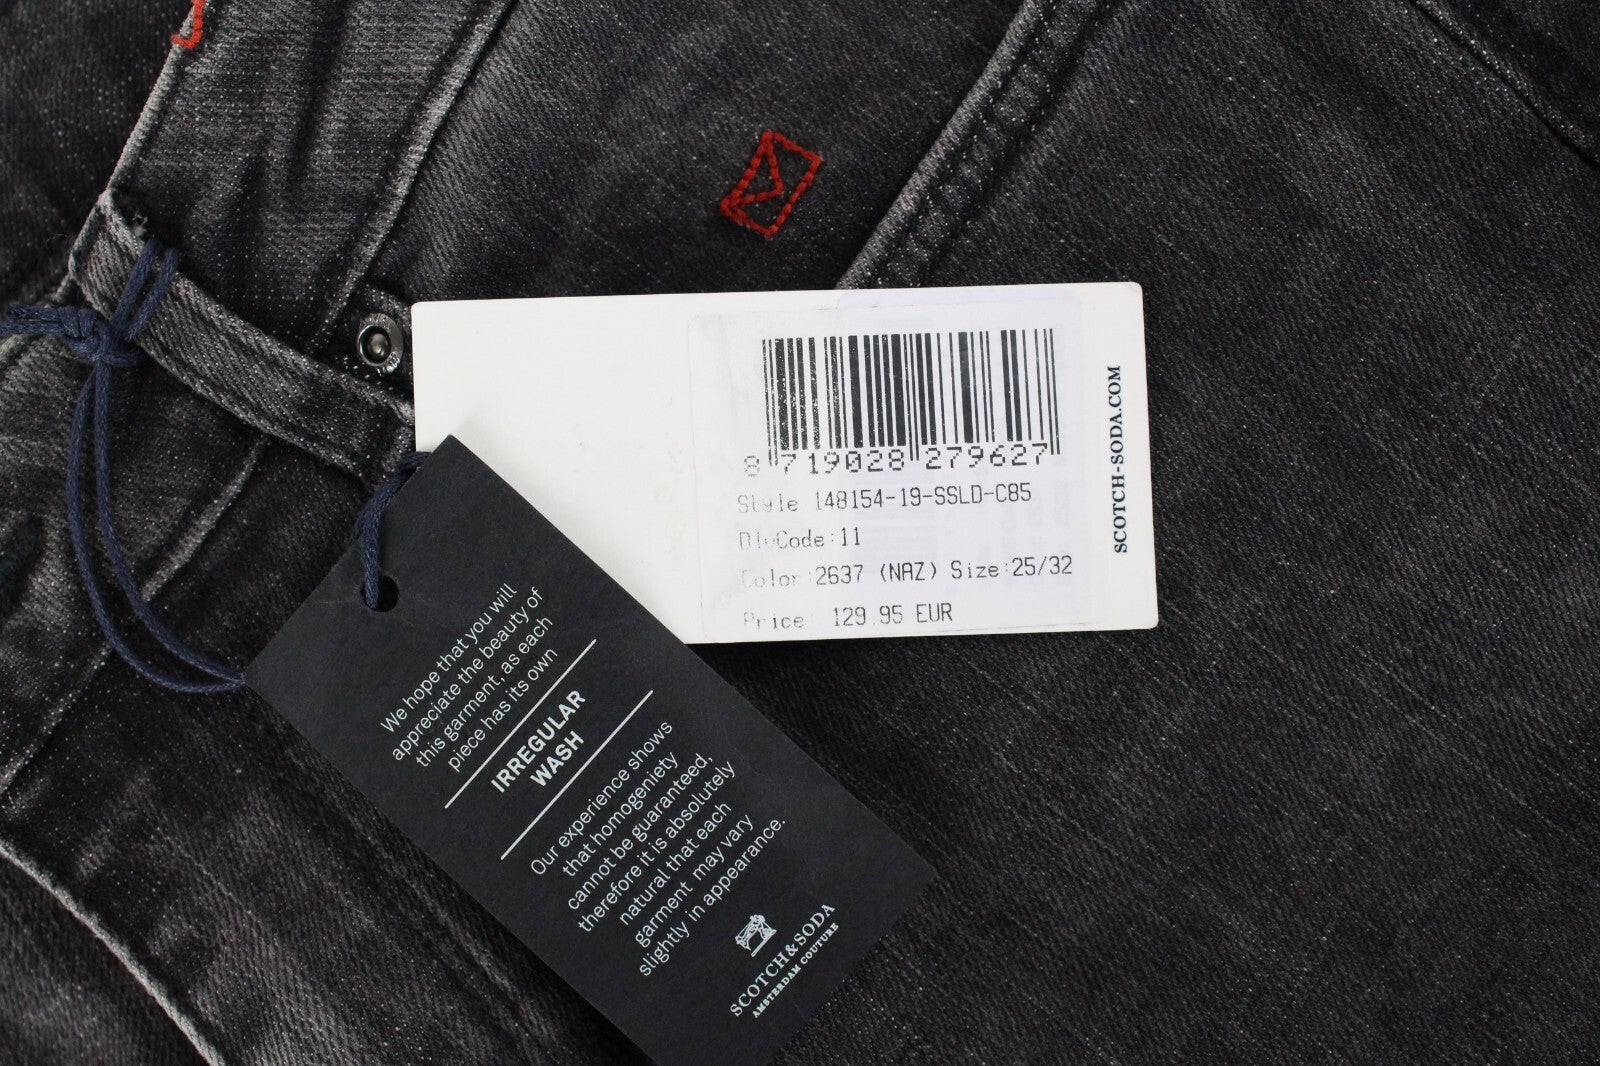 8 719028 279627
Style 148154-19-SSLD-C85
DivCode:11
Color:2637 (NAZ) Size:25/32
Price: 129.95 EUR
SCOTCH-SODA.COM
We hope that you will
appreciate the beauty of
this garment, as each
piece has its own
IRREGULAR
WASH
Our experience shows
that homogeniety
cannot be guaranteed,
therefore it is absolutely
natural that each
garment may vary
slightly in appearance.
SCOTCH&SODA
AMSTERDAM COUTURE